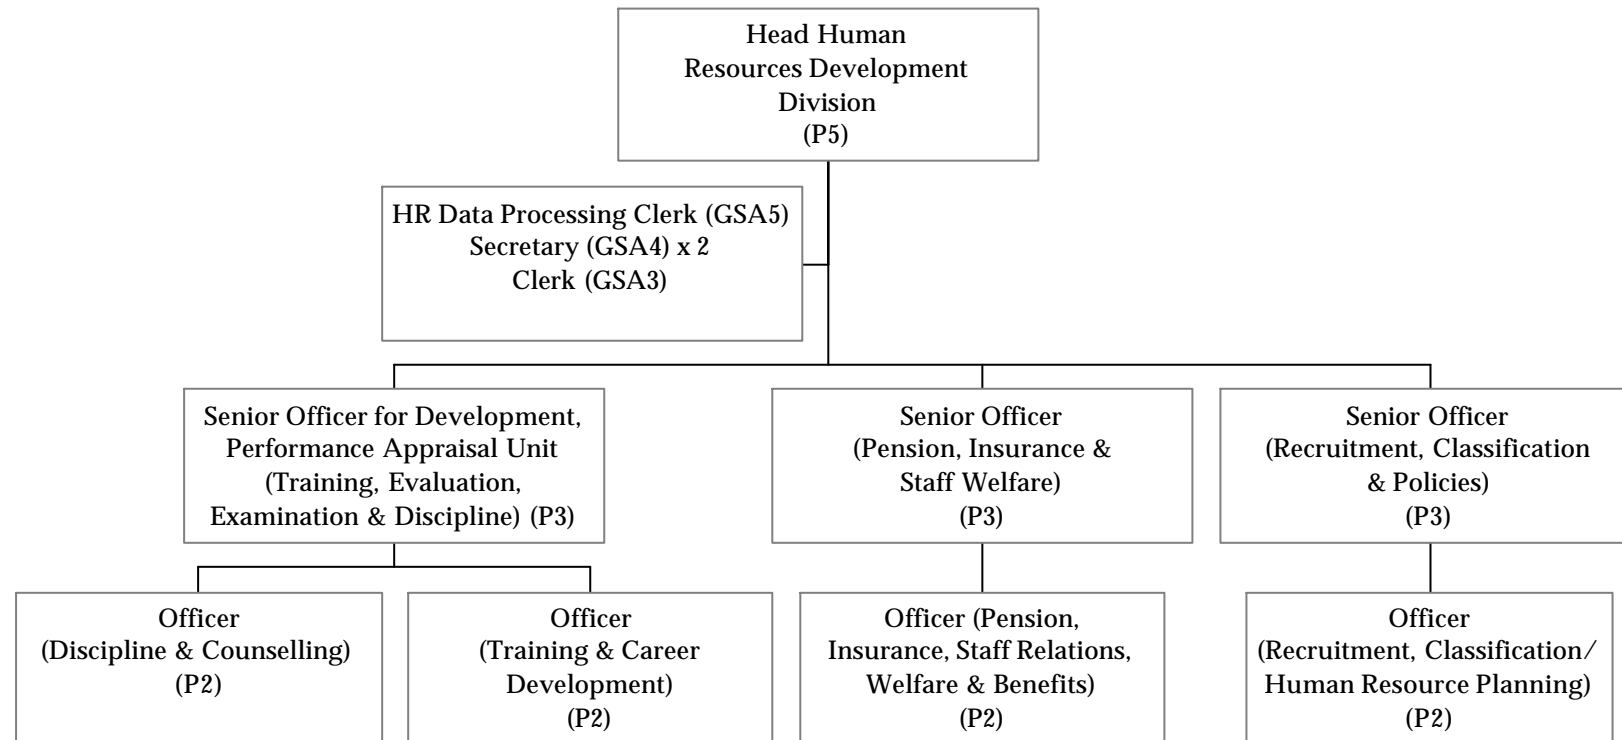 Head Human
Resources Development
Division
(P5)
HR Data Processing Clerk (GSA5)
Secretary (GSA4) x 2
Clerk (GSA3)
Senior Officer for Development,
Performance Appraisal Unit
(Training, Evaluation,
Examination & Discipline) (P3)
Senior Officer
(Pension, Insurance &
Staff Welfare)
(P3)
Senior Officer
(Recruitment, Classification
& Policies)
(P3)
Officer
(Discipline & Counselling)
(P2)
Officer
(Training & Career
Development)
(P2)
Officer (Pension,
Insurance, Staff Relations,
Welfare & Benefits)
(P2)
Officer
(Recruitment, Classification/
Human Resource Planning)
(P2)